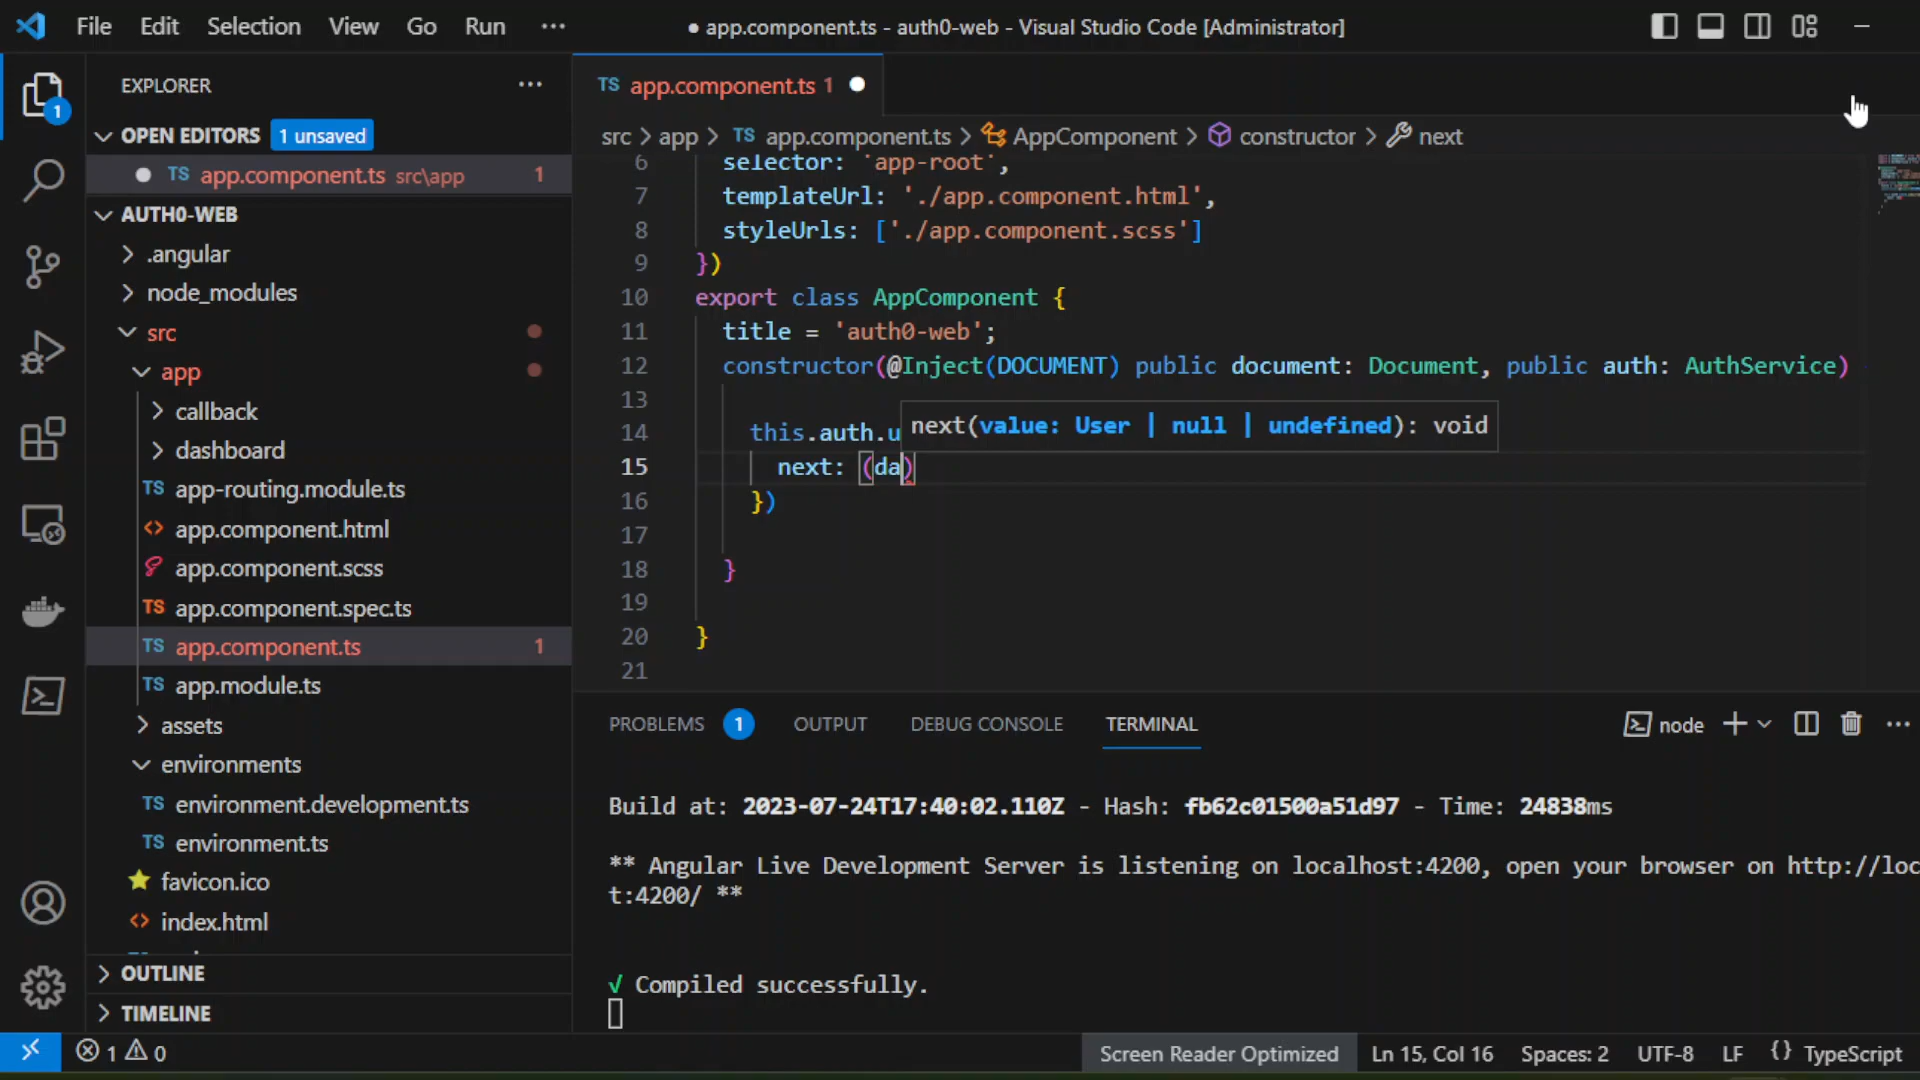 File Edit Selection View Go Run ···
● app.component.ts - auth0-web - Visual Studio Code [Administrator]
EXPLORER
OPEN EDITORS 1 unsaved
TS app.component.ts src\app 1
AUTH0-WEB
.angular
node_modules
src
app
callback
dashboard
TS app-routing.module.ts
<> app.component.html
app.component.scss
TS app.component.spec.ts
TS app.component.ts 1
TS app.module.ts
assets
environments
TS environment.development.ts
TS environment.ts
favicon.ico
<> index.html
OUTLINE
TIMELINE
1
TS app.component.ts 1 ●
src > app > TS app.component.ts > AppComponent > constructor > next
6 selector: 'app-root',
7 templateUrl: './app.component.html',
8 styleUrls: ['./app.component.scss']
9 })
10 export class AppComponent {
11 title = 'auth0-web';
12 constructor(@Inject(DOCUMENT) public document: Document, public auth: AuthService)
13
next(value: User | null | undefined): void
14 this.auth.u
15 next: (da)
16 })
17
18 }
19
20 }
21
PROBLEMS 1 OUTPUT DEBUG CONSOLE TERMINAL
node
Build at: 2023-07-24T17:40:02.110Z - Hash: fb62c01500a51d97 - Time: 24838ms
** Angular Live Development Server is listening on localhost:4200, open your browser on http://loc
t:4200/ **
√ Compiled successfully.
1 0
Screen Reader Optimized Ln 15, Col 16 Spaces: 2 UTF-8 LF {} TypeScript